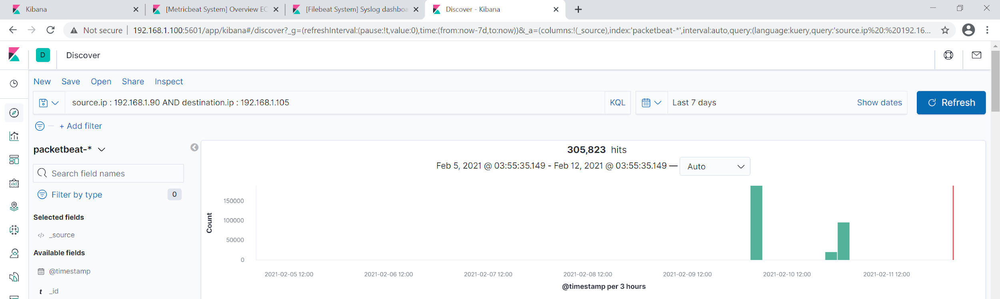 Kibana
[Metricbeat System] Overview EC
[Filebeat System] Syslog dashboa
Discover - Kibana
Not secure
192.168.1.100:5601/app/kibana#/discover?_g=(refreshInterval:(pause:!t,value:0),time:(from:now-7d,to:now))&_a=(columns:!(_source),index:'packetbeat-*',interval:auto,query:(language:kuery,query:'source.ip%20:%20192.16...
D
Discover
New Save Open Share Inspect
source.ip : 192.168.1.90 AND destination.ip : 192.168.1.105
KQL
Last 7 days
Show dates
Refresh
+ Add filter
packetbeat-*
Search field names
Filter by type 0
Selected fields
_source
Available fields
@timestamp
t _id
305,823 hits
Feb 5, 2021 @ 03:55:35.149 - Feb 12, 2021 @ 03:55:35.149 — Auto
Count
150000
100000
50000
0
2021-02-05 12:00 2021-02-06 12:00 2021-02-07 12:00 2021-02-08 12:00 2021-02-09 12:00 2021-02-10 12:00 2021-02-11 12:00
@timestamp per 3 hours